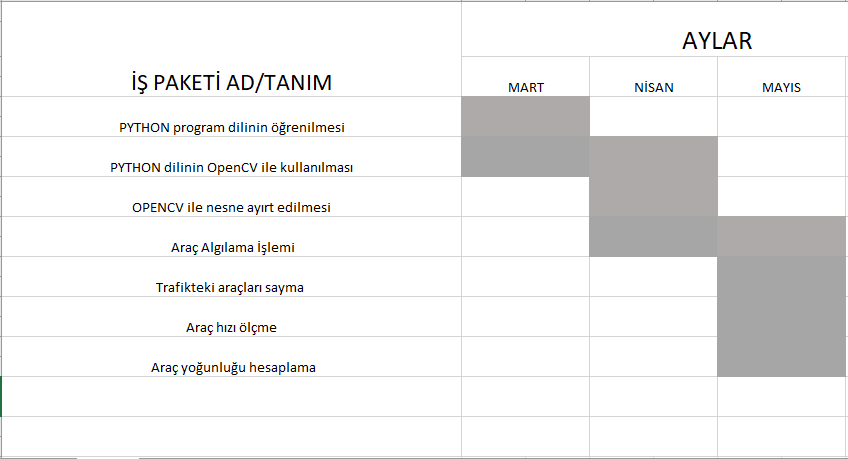 AYLAR
İŞ PAKETİ AD/TANIM
MART NİSAN MAYIS
PYTHON program dilinin öğrenilmesi
PYTHON dilinin OpenCV ile kullanılması
OPENCV ile nesne ayırt edilmesi
Araç Algılama İşlemi
Trafikteki araçları sayma
Araç hızı ölçme
Araç yoğunluğu hesaplama